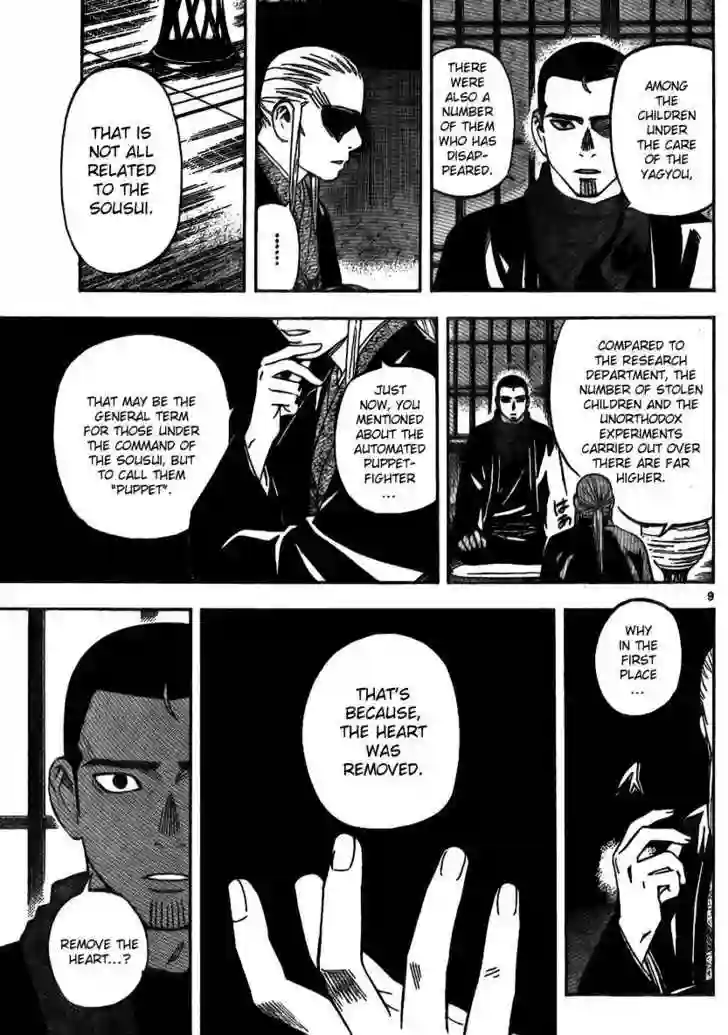 AMONG
THE
CHILDREN
UNDER
THE CARE
OF THE
YAGYOU,
THERE
WERE
ALSO A
NUMBER
OF THEM
WHO HAS
DISAP-
PEARED.
......
THAT IS
NOT ALL
RELATED
TO THE
SOUSUI.
COMPARED TO
THE RESEARCH
DEPARTMENT, THE
NUMBER OF STOLEN
CHILDREN AND THE
UNORTHODOX
EXPERIMENTS
CARRIED OUT OVER
THERE ARE FAR
HIGHER.
はあ
JUST
NOW, YOU
MENTIONED
ABOUT THE
AUTOMATED
PUPPET-
FIGHTER
...
THAT MAY BE THE
GENERAL TERM
FOR THOSE UNDER
THE COMMAND OF
THE SOUSUI, BUT
TO CALL THEM
"PUPPET".
9
WHY
IN THE
FIRST
PLACE
...
THAT'S
BECAUSE,
THE HEART
WAS
REMOVED.
REMOVE THE
HEART...?